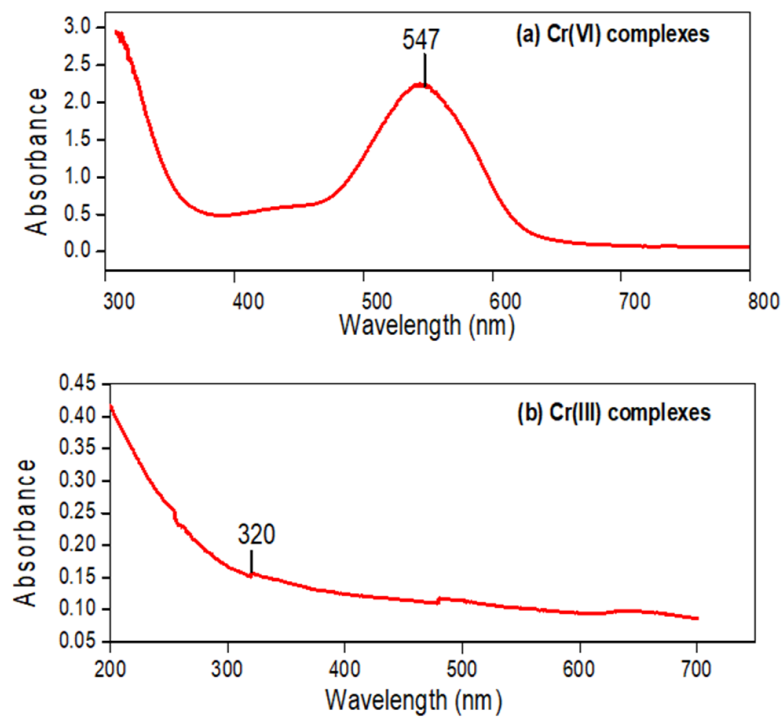 (a) Cr(VI) complexes
547
3.0
2.5
2.0
1.5
1.0
0.5
0.0
Absorbance
300 400 500 600 700 800
Wavelength (nm)
(b) Cr(III) complexes
320
0.45
0.40
0.35
0.30
0.25
0.20
0.15
0.10
0.05
Absorbance
200 300 400 500 600 700
Wavelength (nm)